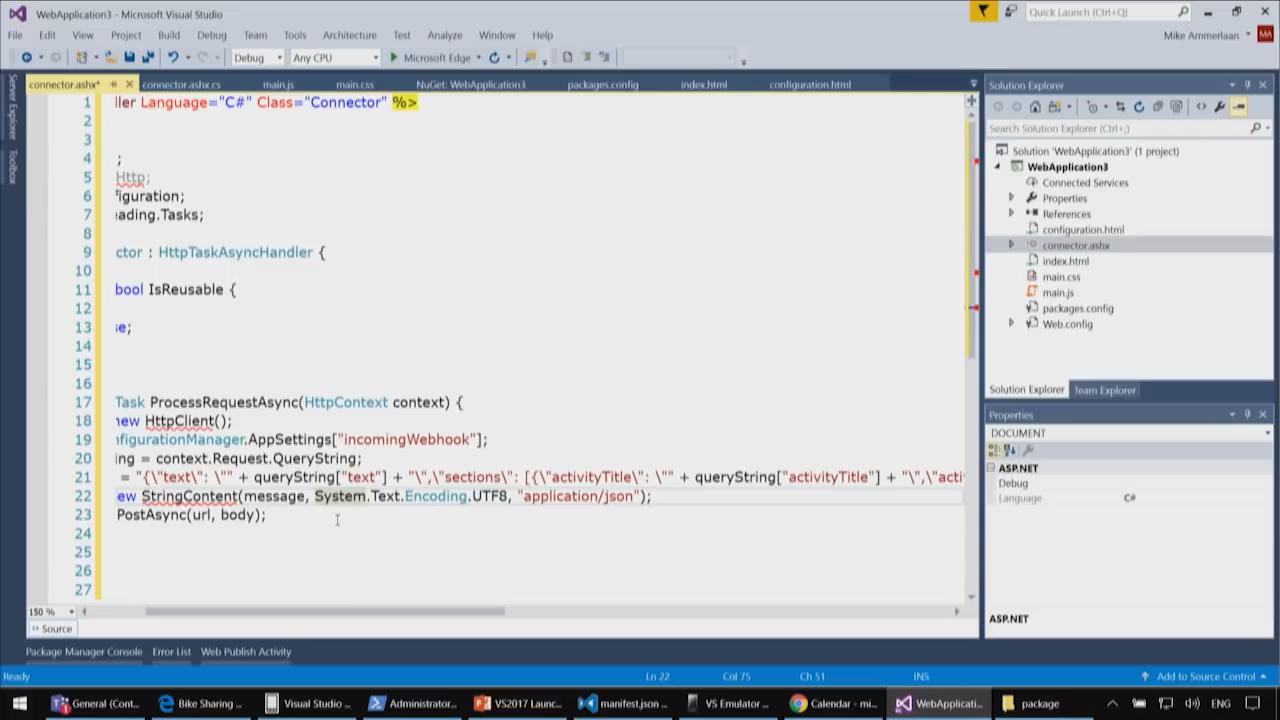 WebApplication3 - Microsoft Visual Studio
Quick Launch (Ctrl+Q)
File Edit View Project Build Debug Team Tools Architecture Test Analyze Window Help
Mike Ammerlaan MA
Debug Any CPU Microsoft Edge
Server Explorer
Toolbox
connector.ashx* connector.ashx.cs main.js main.css NuGet: WebApplication3 packages.config index.html configuration.html
1 ller Language="C#" Class="Connector" %>
2
3
4 ;
5 Http;
6 figuration;
7 ading.Tasks;
8
9 ctor : HttpTaskAsyncHandler {
10
11 bool IsReusable {
12
13 se;
14
15
16
17 Task ProcessRequestAsync(HttpContext context) {
18 new HttpClient();
19 nfigurationManager.AppSettings["incomingWebhook"];
20 ing = context.Request.QueryString;
21 = "{\"text\": \"" + queryString["text"] + "\",\"sections\": [{\"activityTitle\": \"" + queryString["activityTitle"] + "\",\"acti
22 ew StringContent(message, System.Text.Encoding.UTF8, "application/json");
23 PostAsync(url, body);
24
25
26
27
150 %
Source
Solution Explorer
Search Solution Explorer (Ctrl+;)
Solution 'WebApplication3' (1 project)
WebApplication3
Connected Services
Properties
References
configuration.html
connector.ashx
index.html
main.css
main.js
packages.config
Web.config
Solution Explorer Team Explorer
Properties
DOCUMENT
ASP.NET
Debug
Language C#
ASP.NET
Package Manager Console Error List Web Publish Activity
Ready Ln 22 Col 75 Ch 51 INS Add to Source Control
General (Cont... Bike Sharing ... Visual Studio ... Administrator... VS2017 Launc... manifest.json ... VS Emulator ... Calendar - mi... WebApplicati... package ENG